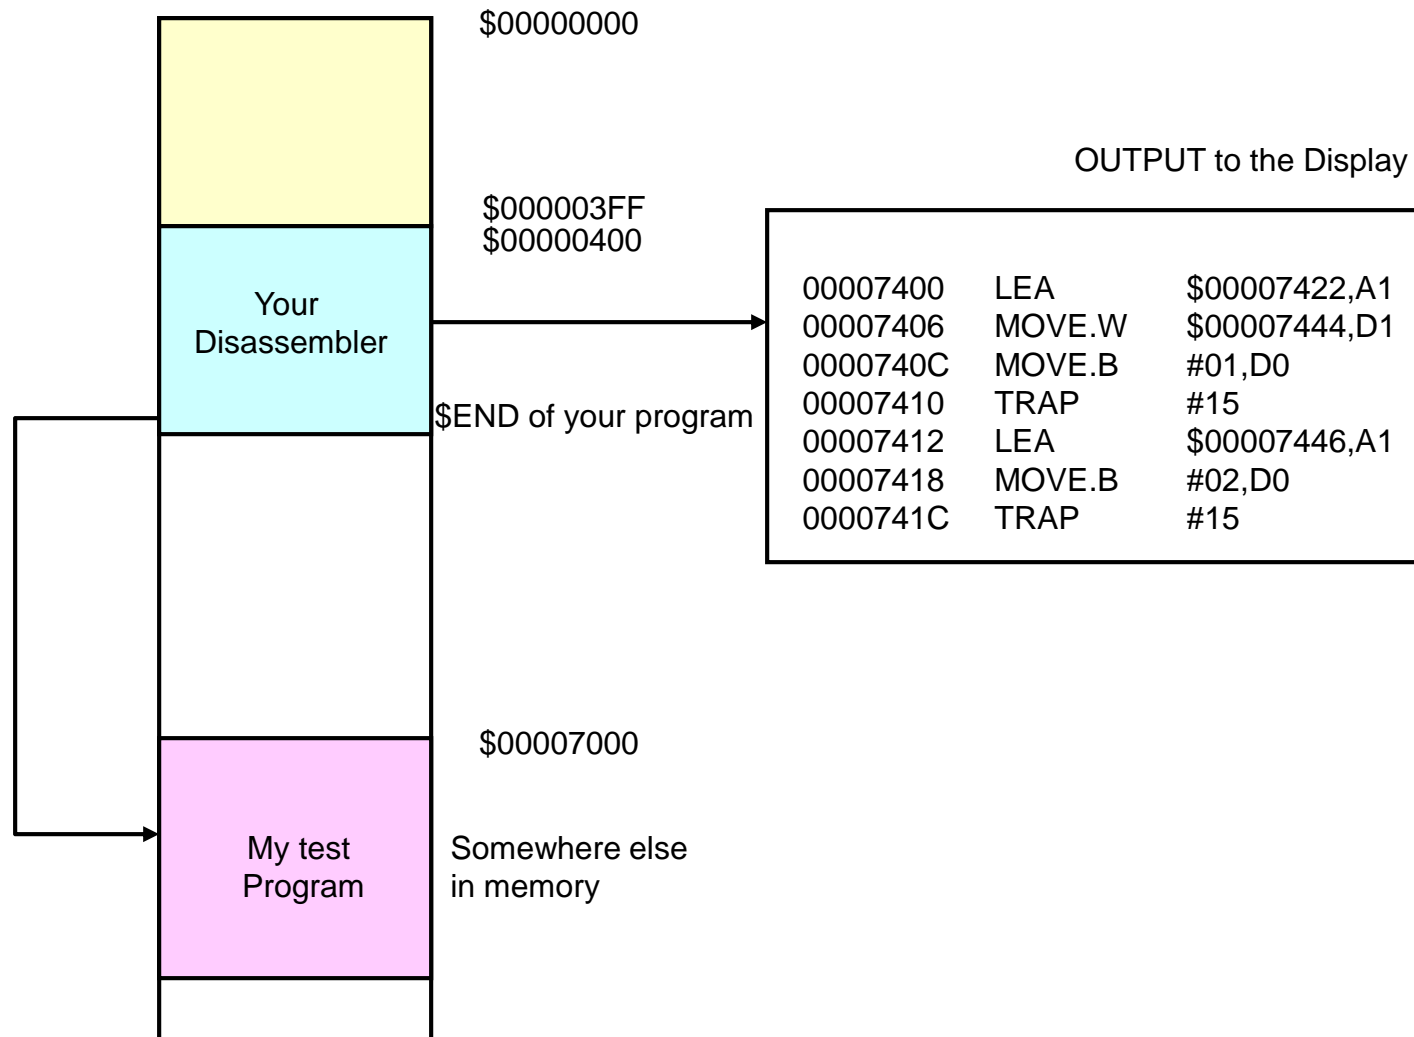 $00000000
OUTPUT to the Display
$000003FF
$00000400
Your
Disassembler
00007400 LEA $00007422,A1
00007406 MOVE.W $00007444,D1
0000740C MOVE.B #01,D0
00007410 TRAP #15
00007412 LEA $00007446,A1
00007418 MOVE.B #02,D0
0000741C TRAP #15
$END of your program
$00007000
My test
Program
Somewhere else
in memory